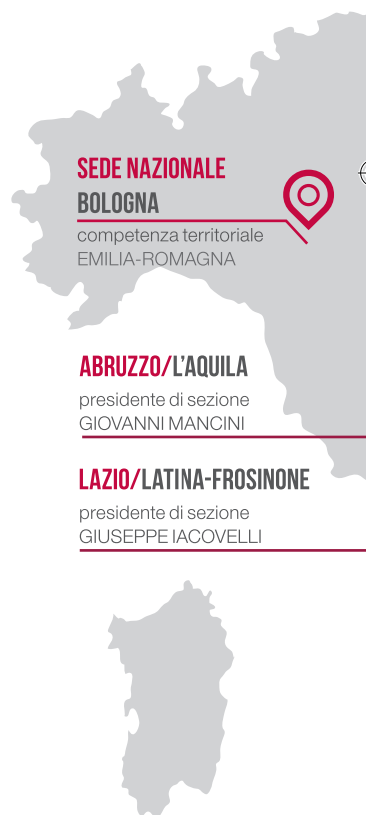 SEDE NAZIONALE
BOLOGNA
competenza territoriale
EMILIA-ROMAGNA
ABRUZZO/L'AQUILA
presidente di sezione
GIOVANNI MANCINI
LAZIO/LATINA-FROSINONE
presidente di sezione
GIUSEPPE IACOVELLI